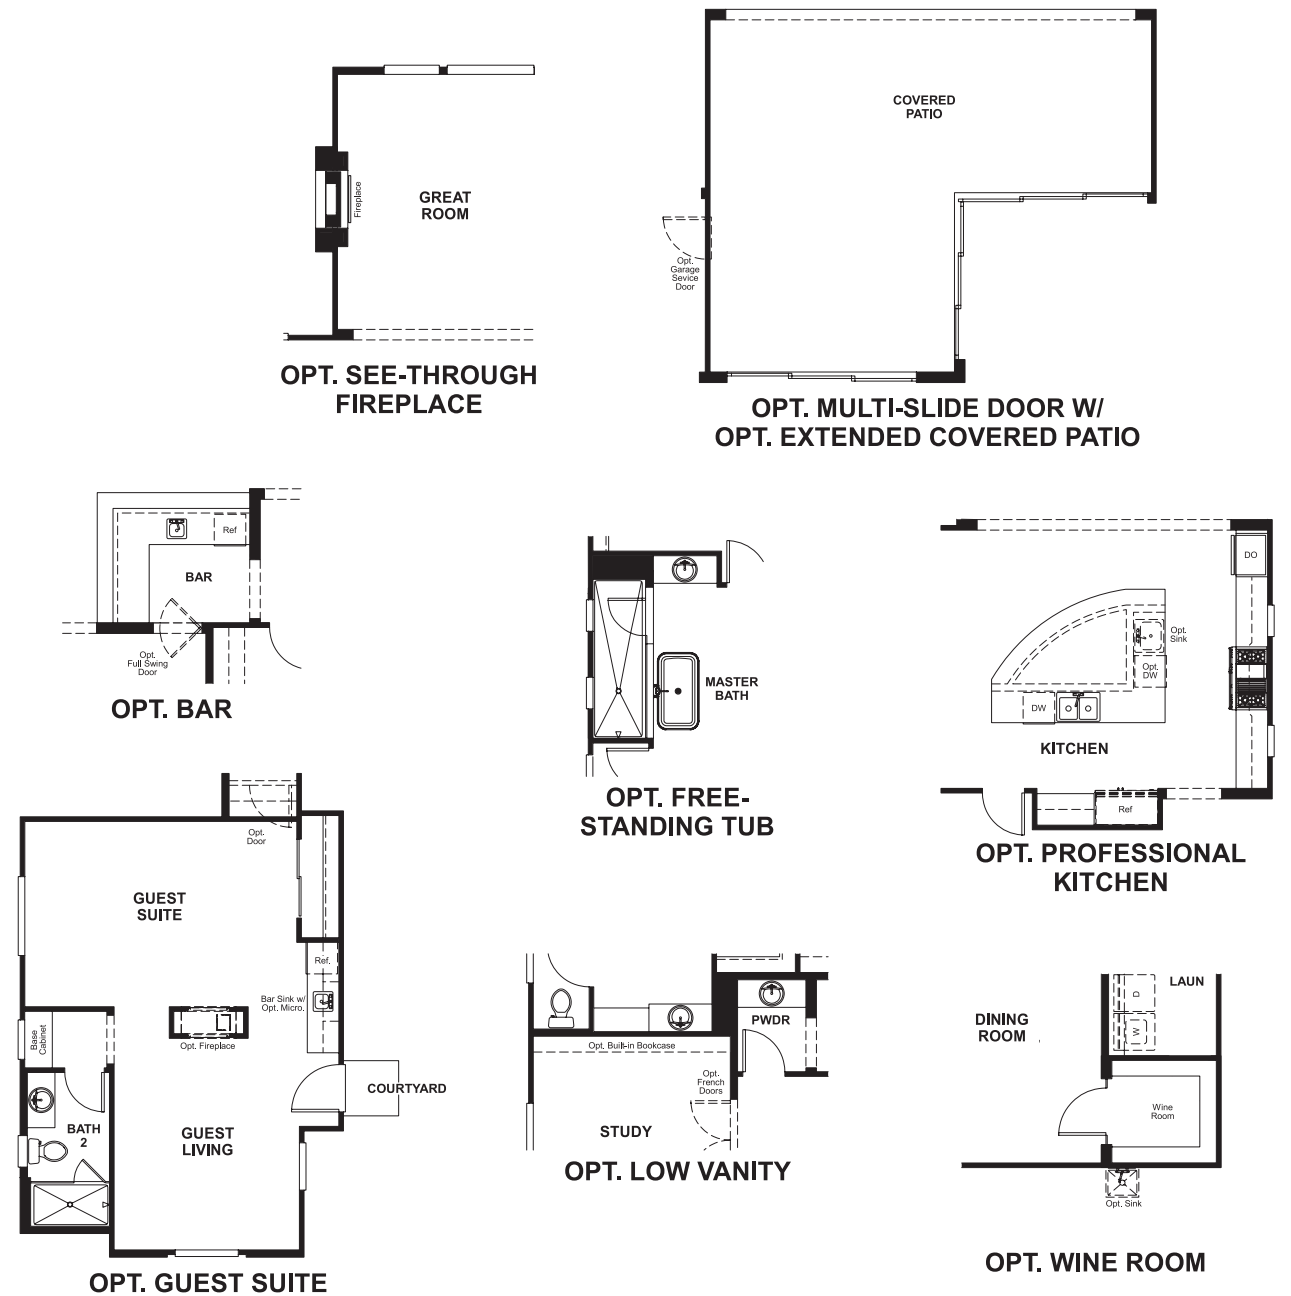 COVERED
PATIO
Fireplace
GREAT
ROOM
Opt.
Garage
Sevice
Door
OPT. SEE-THROUGH
FIREPLACE
OPT. MULTI-SLIDE DOOR W/
OPT. EXTENDED COVERED PATIO
Ref
BAR
Opt.
Full Swing
Door
OPT. BAR
MASTER
BATH
OPT. FREE-
STANDING TUB
DO
Opt.
Sink
Opt.
DW
DW
KITCHEN
Ref
OPT. PROFESSIONAL
KITCHEN
Opt.
Door
GUEST
SUITE
Ref.
Bar Sink w/
Opt. Micro.
Base
Cabinet
Opt. Fireplace
COURTYARD
BATH
2
GUEST
LIVING
OPT. GUEST SUITE
PWDR
Opt. Built-in Bookcase
Opt.
French
Doors
STUDY
OPT. LOW VANITY
LAUN
D
W
DINING
ROOM
Wine
Room
Opt. Sink
OPT. WINE ROOM